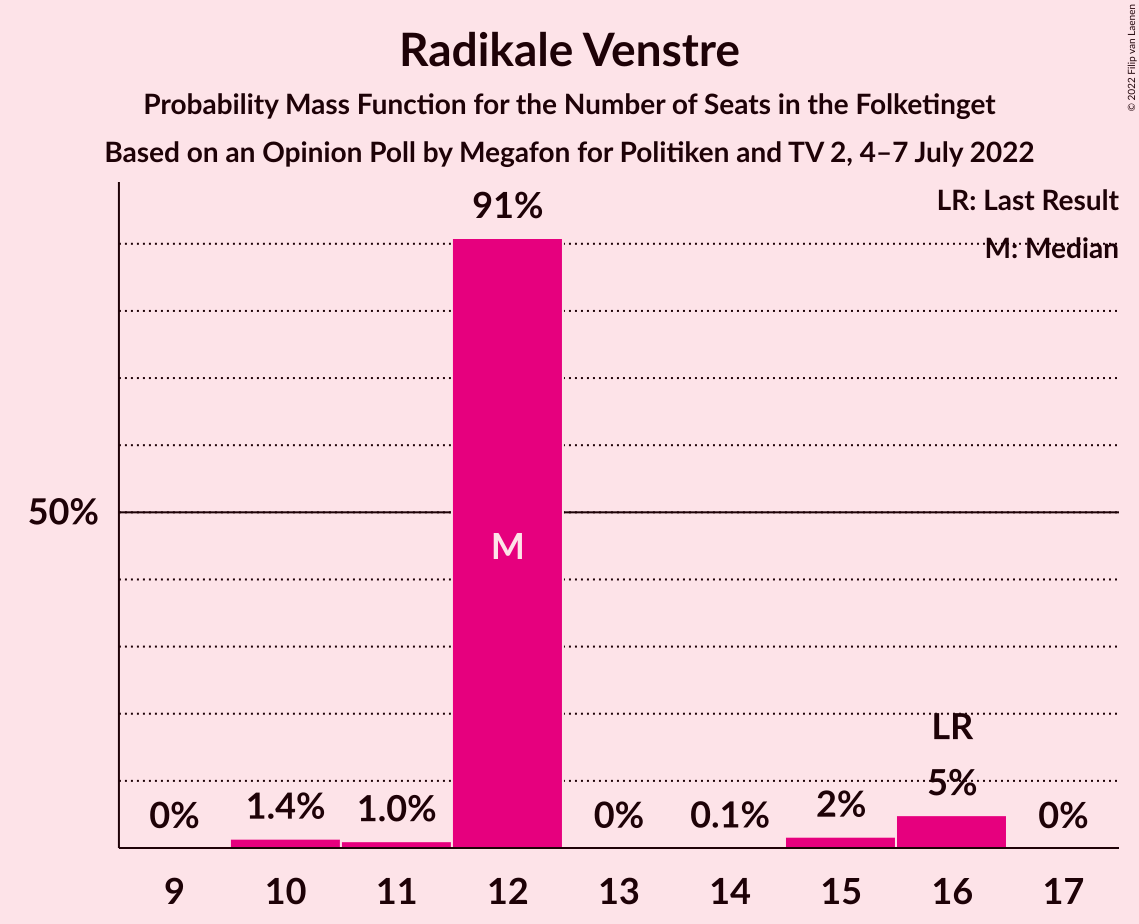 Radikale Venstre
Probability Mass Function for the Number of Seats in the Folketinget
Based on an Opinion Poll by Megafon for Politiken and TV 2, 4–7 July 2022
© 2022 Filip van Laenen
LR: Last Result
M: Median
91%
50%
M
LR
5%
0%
1.4%
1.0%
0%
0.1%
2%
0%
9 10 11 12 13 14 15 16 17